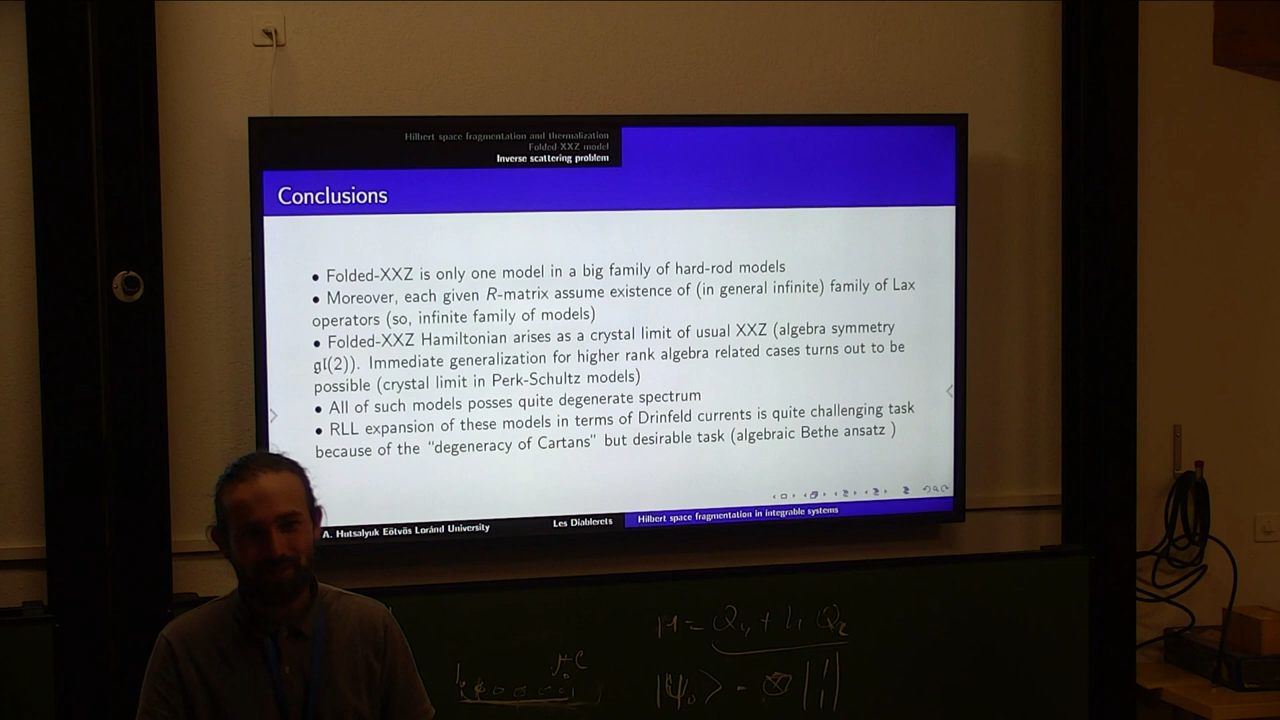 Hilbert space fragmentation and thermalization
Folded-XXZ model
Inverse scattering problem
Conclusions
• Folded-XXZ is only one model in a big family of hard-rod models
• Moreover, each given R-matrix assume existence of (in general infinite) family of Lax
operators (so, infinite family of models)
• Folded-XXZ Hamiltonian arises as a crystal limit of usual XXZ (algebra symmetry
𝔤𝔩(2)). Immediate generalization for higher rank algebra related cases turns out to be
possible (crystal limit in Perk-Schultz models)
• All of such models posses quite degenerate spectrum
• RLL expansion of these models in terms of Drinfeld currents is quite challenging task
because of the “degeneracy of Cartans” but desirable task (algebraic Bethe ansatz )
A. Hutsalyuk Eötvös Loránd University Les Diablerets Hilbert space fragmentation in integrable systems